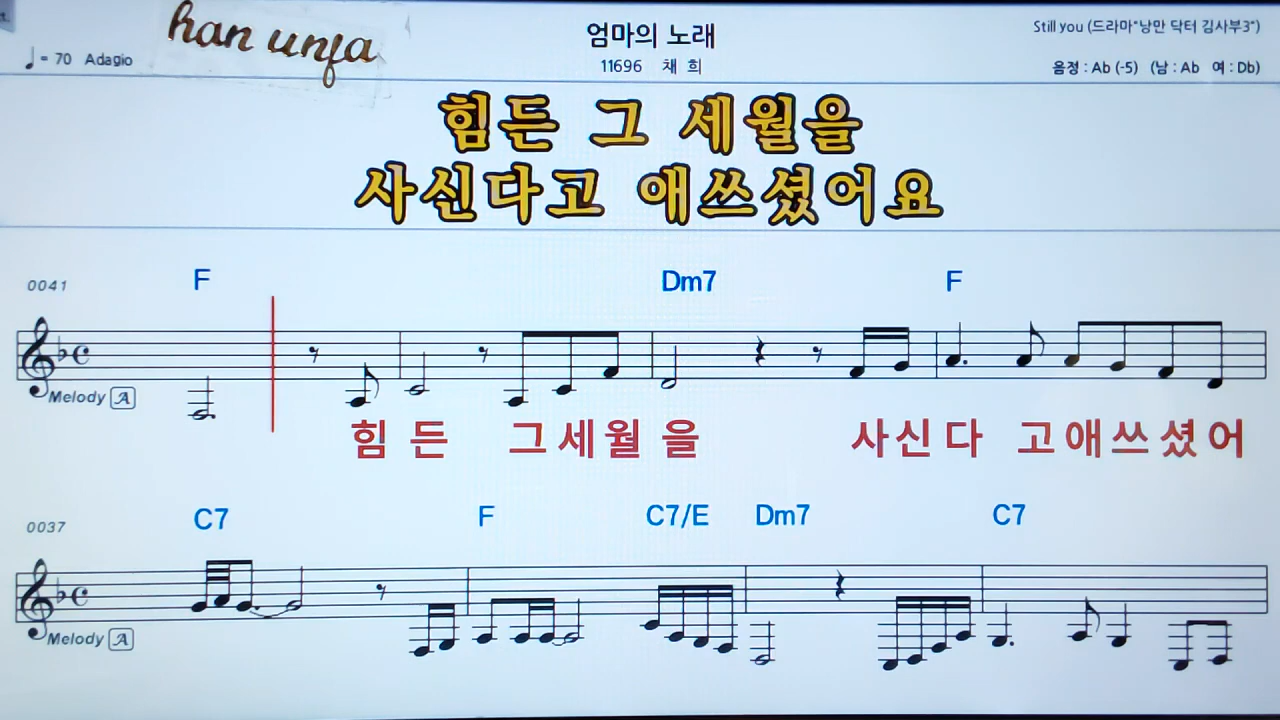 han unja
엄마의 노래
Still you (드라마"낭만 닥터 김사부3")
♩= 70 Adagio
11696 채 희
음정 : Ab (-5) (남 : Ab 여 : Db)
힘든 그 세월을
사신다고 애쓰셨어요
0041 F Dm7 F
Melody A
힘 든 그세월 을 사신다 고애쓰셨어
0037 C7 F C7/E Dm7 C7
Melody A